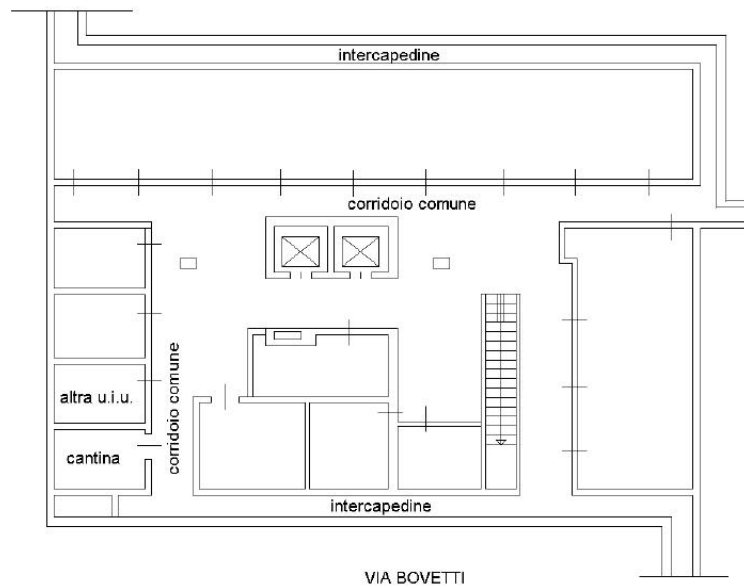 intercapedine
corridoio comune
corridoio comune
altra u.i.u.
cantina
intercapedine
VIA BOVETTI